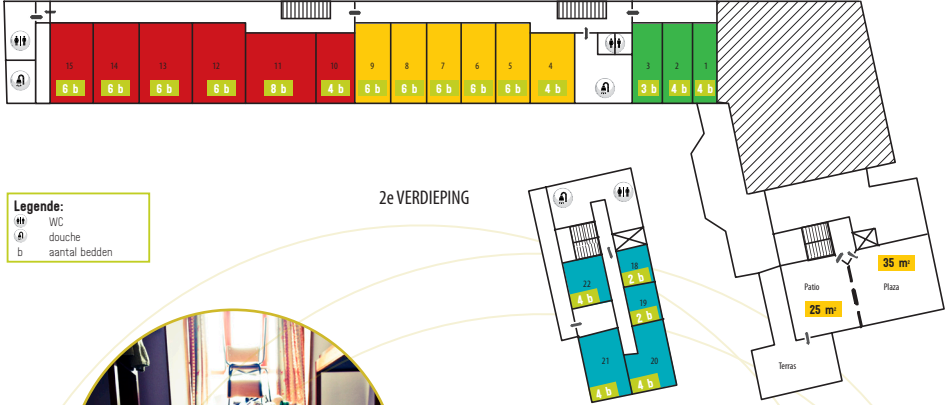 15 14 13 12 11 10 9 8 7 6 5 4 3 2 1
6 b 6 b 6 b 6 b 8 b 4 b 6 b 6 b 6 b 6 b 6 b 4 b 3 b 4 b 4 b
2e VERDIEPING
Legende:
WC
douche
b aantal bedden
18
2 b
22
4 b
19
2 b
21
4 b
20
4 b
35 m²
Patio
Plaza
25 m²
Terras